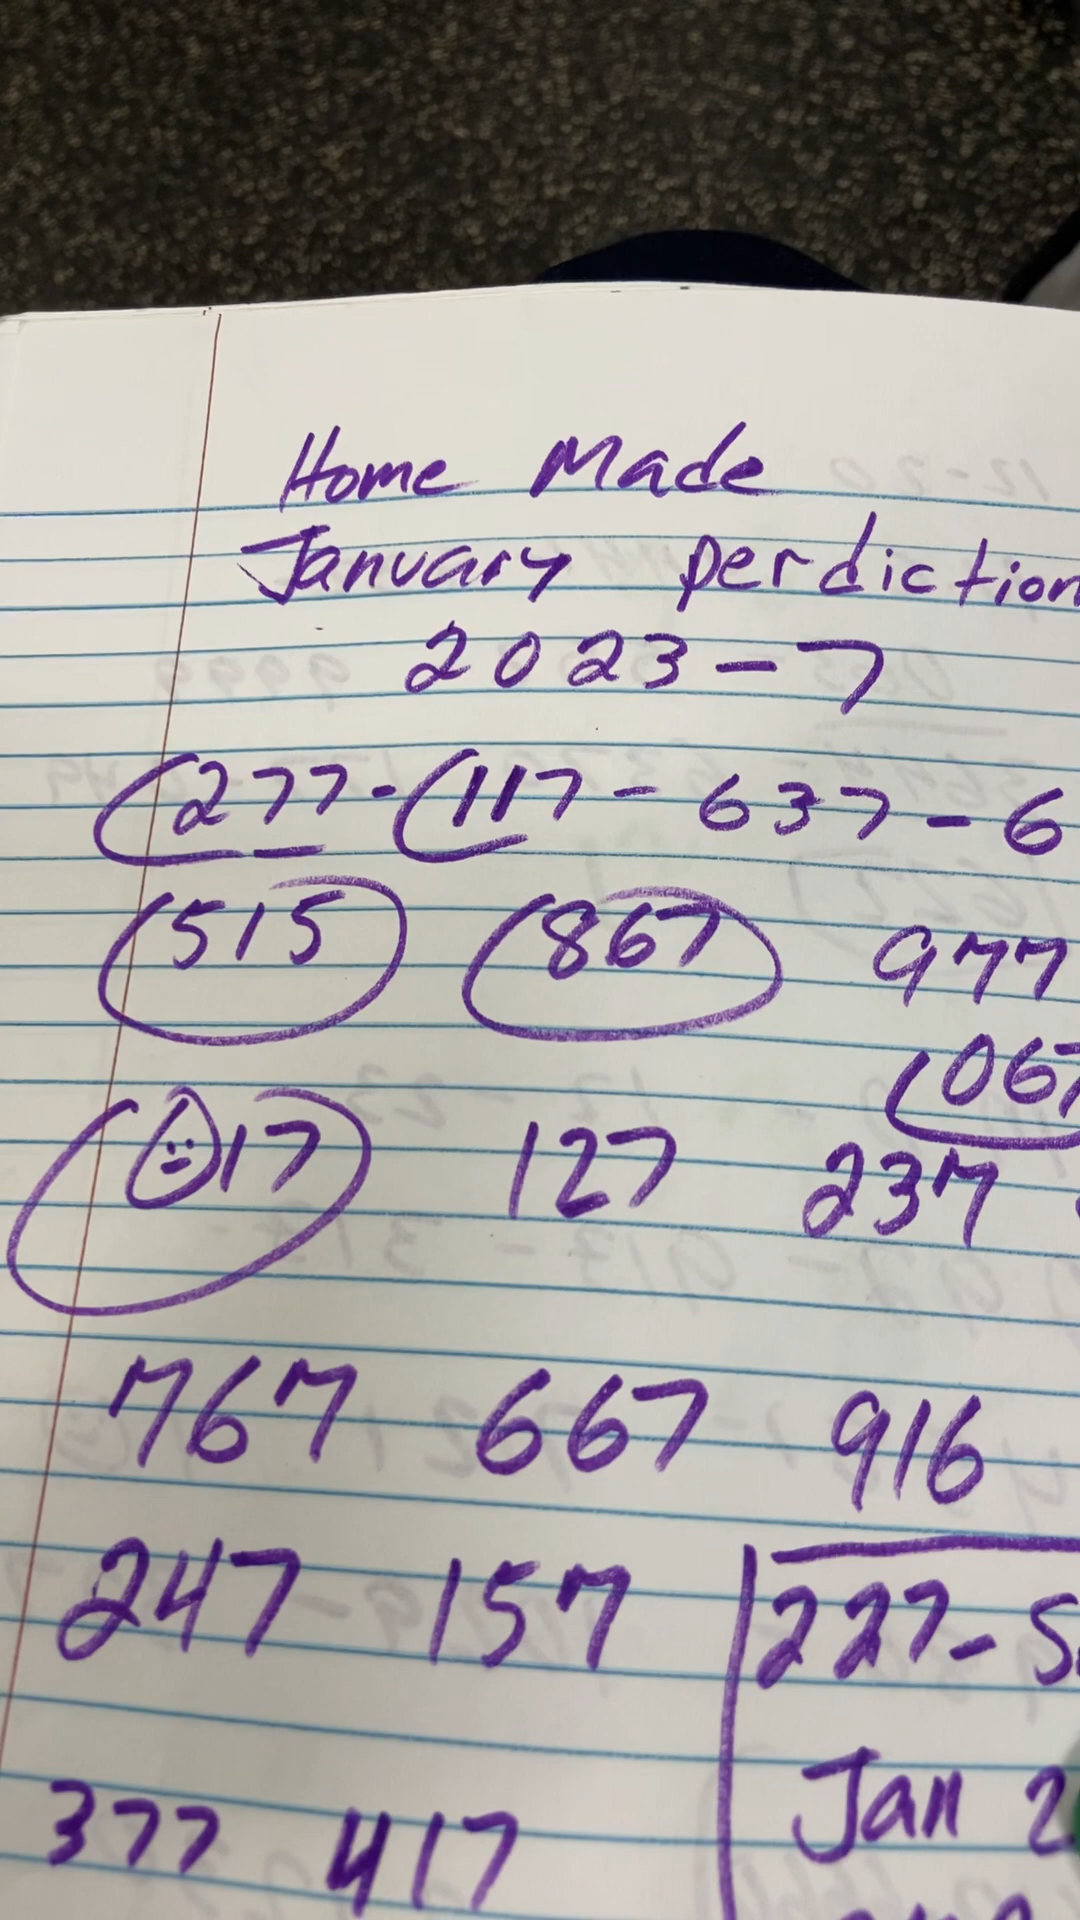 Home Made
January perdiction
2023-7
(277-(117-637-6
(515) (867) 977
(067
17 127 237
767 667 916
247 157 227-S
Jan 2
377 417